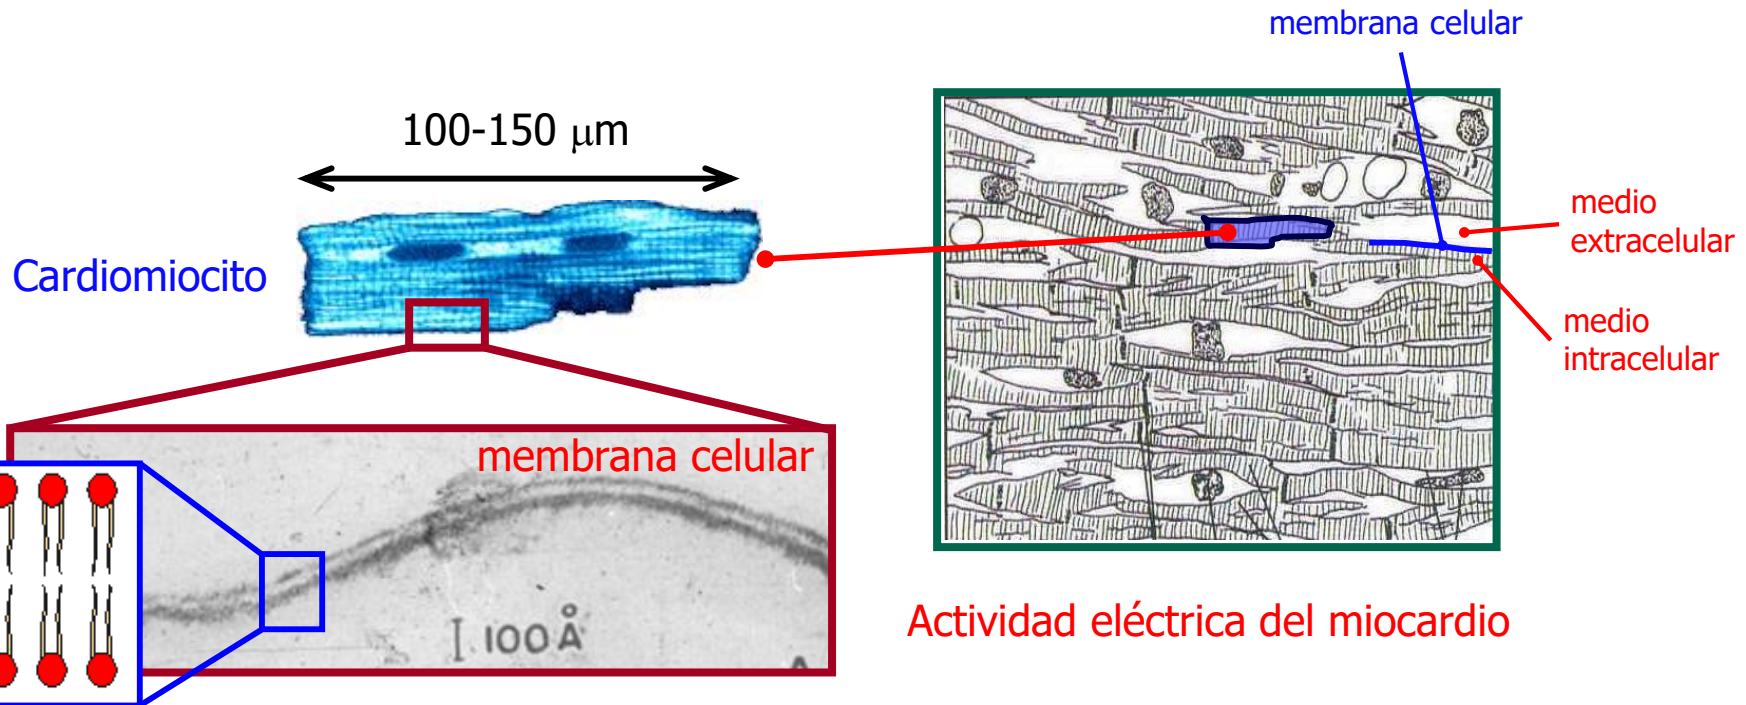 membrana celular
100-150 μm
Cardiomiocito
medio
extracelular
medio
intracelular
membrana celular
100 Å
Actividad eléctrica del miocardio